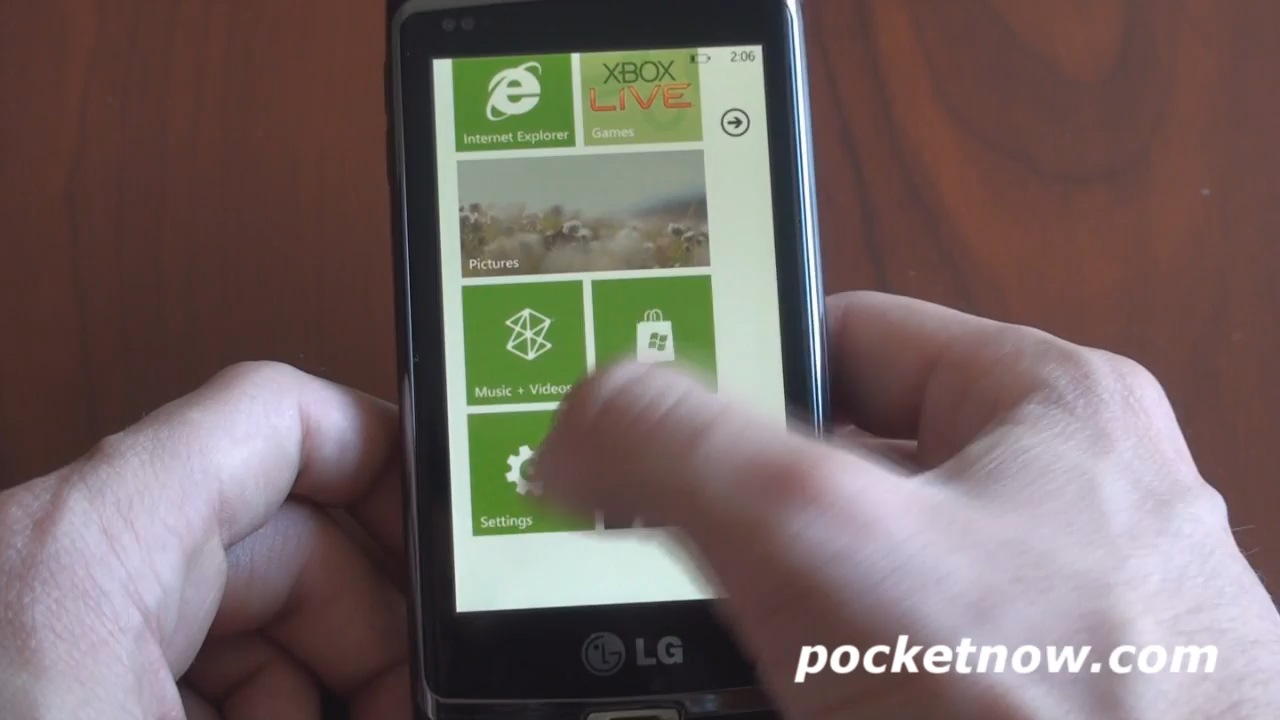 2:06
XBOX
LIVE
Internet Explorer
Games
Pictures
Music + Videos
Settings
LG
pocketnow.com